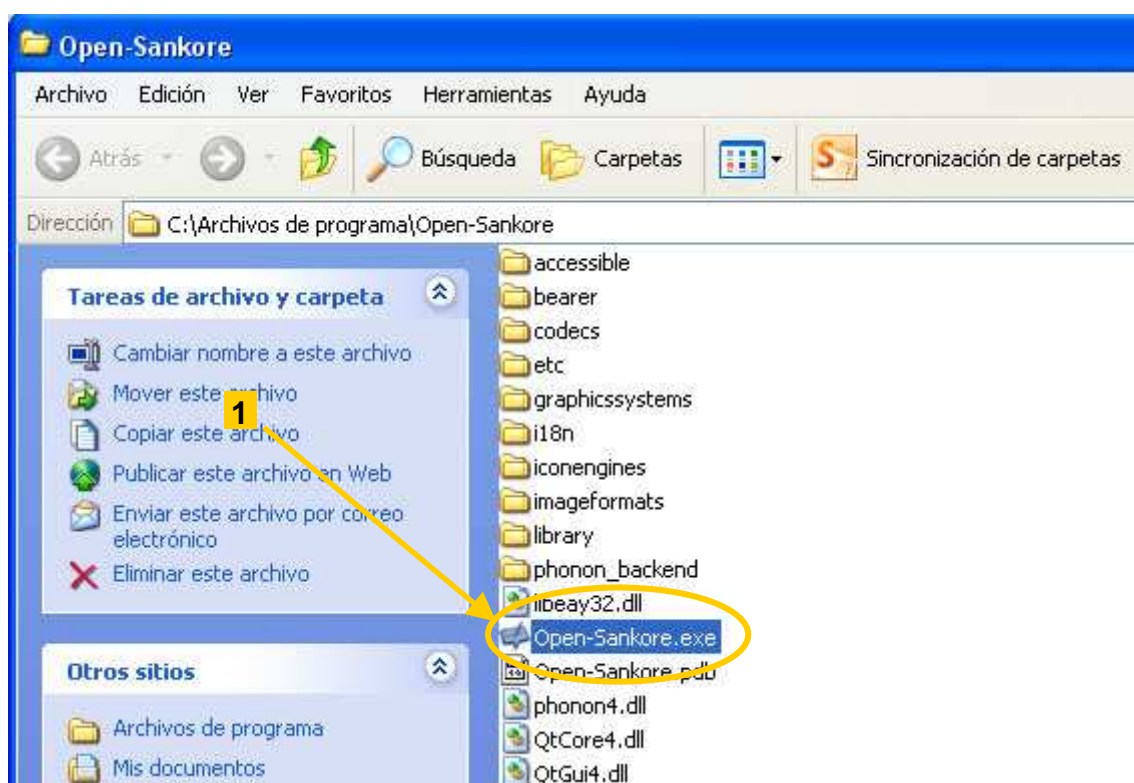 Open-Sankore
Archivo Edición Ver Favoritos Herramientas Ayuda
Atrás Búsqueda Carpetas Sincronización de carpetas
Dirección C:\Archivos de programa\Open-Sankore
Tareas de archivo y carpeta
Cambiar nombre a este archivo
Mover este archivo
1
Copiar este archivo
Publicar este archivo en Web
Enviar este archivo por correo
electrónico
Eliminar este archivo
Otros sitios
Archivos de programa
Mis documentos
accessible
bearer
codecs
etc
graphicssystems
i18n
iconengines
imageformats
library
phonon_backend
libeay32.dll
Open-Sankore.exe
Open-Sankore.pdb
phonon4.dll
QtCore4.dll
QtGui4.dll